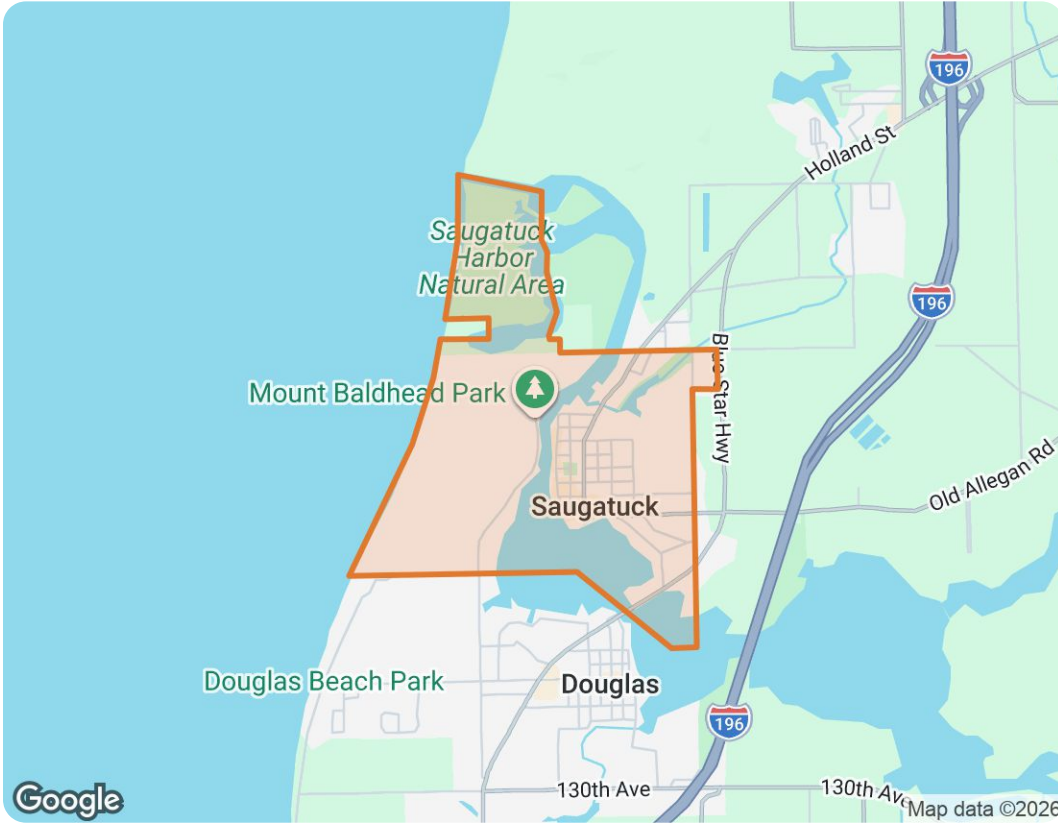 196
Holland St
Saugatuck
Harbor
Natural Area
196
Blue Star Hwy
Mount Baldhead Park
Saugatuck
Old Allegan Rd
Douglas Beach Park
Douglas
196
130th Ave
130th Ave
Google
Map data ©2026